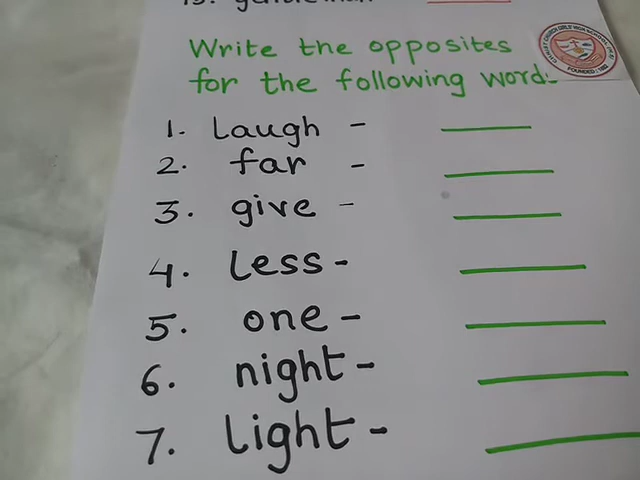 Write the opposites
for the following word:
1. laugh -
2. far -
3. give -
4. less -
5. one -
6. night -
7. light -